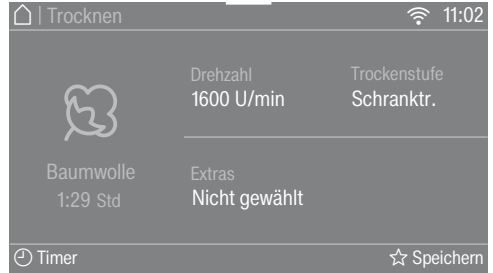 | Trocknen 11:02
Drehzahl Trockenstufe
1600 U/min Schranktr.
Baumwolle
1:29 Std
Extras
Nicht gewählt
Timer Speichern